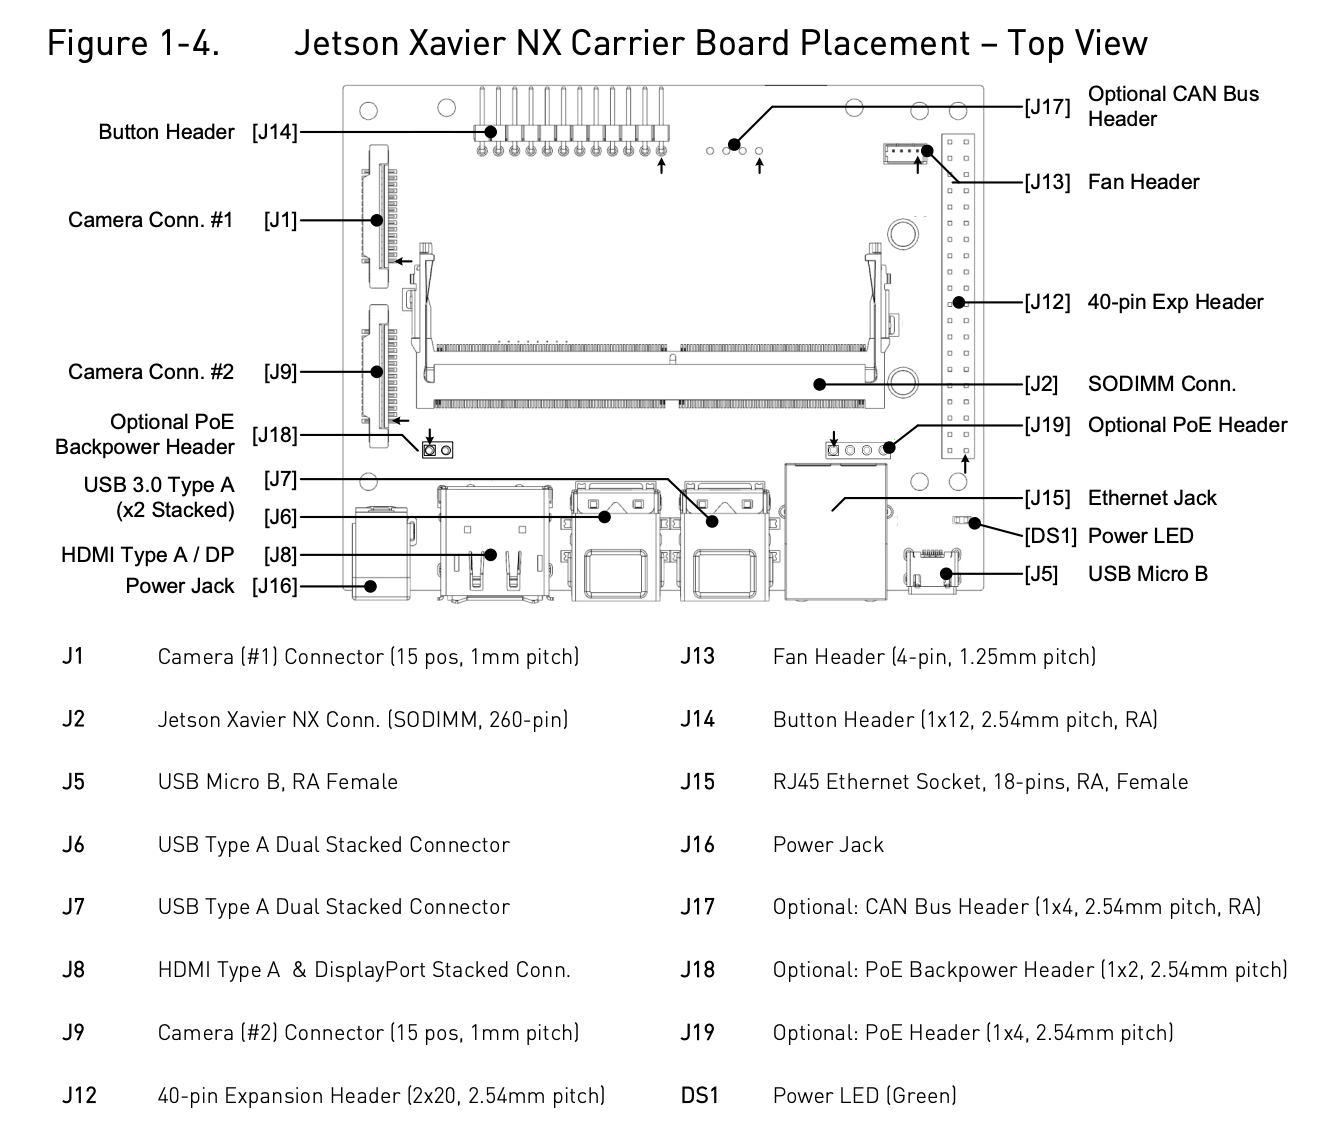 Figure 1-4. Jetson Xavier NX Carrier Board Placement – Top View
Button Header [J14]
Camera Conn. #1 [J1]
Camera Conn. #2 [J9]
Optional PoE
Backpower Header [J18]
USB 3.0 Type A
(x2 Stacked)
[J7]
[J6]
HDMI Type A / DP [J8]
Power Jack [J16]
[J17] Optional CAN Bus
Header
[J13] Fan Header
[J12] 40-pin Exp Header
[J2] SODIMM Conn.
[J19] Optional PoE Header
[J15] Ethernet Jack
[DS1] Power LED
[J5] USB Micro B
J1 Camera (#1) Connector (15 pos, 1mm pitch)
J2 Jetson Xavier NX Conn. (SODIMM, 260-pin)
J5 USB Micro B, RA Female
J6 USB Type A Dual Stacked Connector
J7 USB Type A Dual Stacked Connector
J8 HDMI Type A & DisplayPort Stacked Conn.
J9 Camera (#2) Connector (15 pos, 1mm pitch)
J12 40-pin Expansion Header (2x20, 2.54mm pitch)
J13 Fan Header (4-pin, 1.25mm pitch)
J14 Button Header (1x12, 2.54mm pitch, RA)
J15 RJ45 Ethernet Socket, 18-pins, RA, Female
J16 Power Jack
J17 Optional: CAN Bus Header (1x4, 2.54mm pitch, RA)
J18 Optional: PoE Backpower Header (1x2, 2.54mm pitch)
J19 Optional: PoE Header (1x4, 2.54mm pitch)
DS1 Power LED (Green)